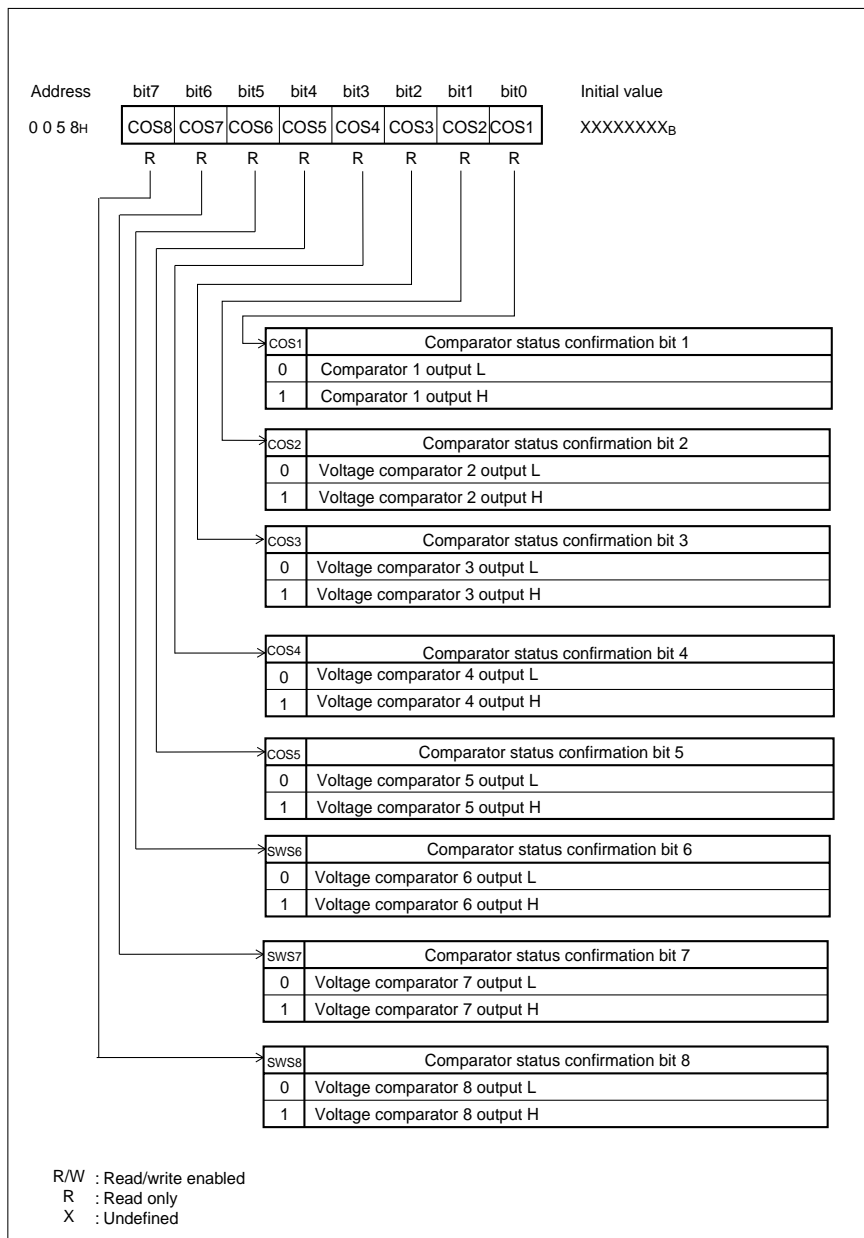 Address bit7 bit6 bit5 bit4 bit3 bit2 bit1 bit0 Initial value
0 0 5 8H COS8 COS7 COS6 COS5 COS4 COS3 COS2 COS1 XXXXXXXXB
R R R R R R R R
COS1 Comparator status confirmation bit 1
0 Comparator 1 output L
1 Comparator 1 output H
COS2 Comparator status confirmation bit 2
0 Voltage comparator 2 output L
1 Voltage comparator 2 output H
COS3 Comparator status confirmation bit 3
0 Voltage comparator 3 output L
1 Voltage comparator 3 output H
COS4 Comparator status confirmation bit 4
0 Voltage comparator 4 output L
1 Voltage comparator 4 output H
COS5 Comparator status confirmation bit 5
0 Voltage comparator 5 output L
1 Voltage comparator 5 output H
SWS6 Comparator status confirmation bit 6
0 Voltage comparator 6 output L
1 Voltage comparator 6 output H
SWS7 Comparator status confirmation bit 7
0 Voltage comparator 7 output L
1 Voltage comparator 7 output H
SWS8 Comparator status confirmation bit 8
0 Voltage comparator 8 output L
1 Voltage comparator 8 output H
R/W : Read/write enabled
R : Read only
X : Undefined